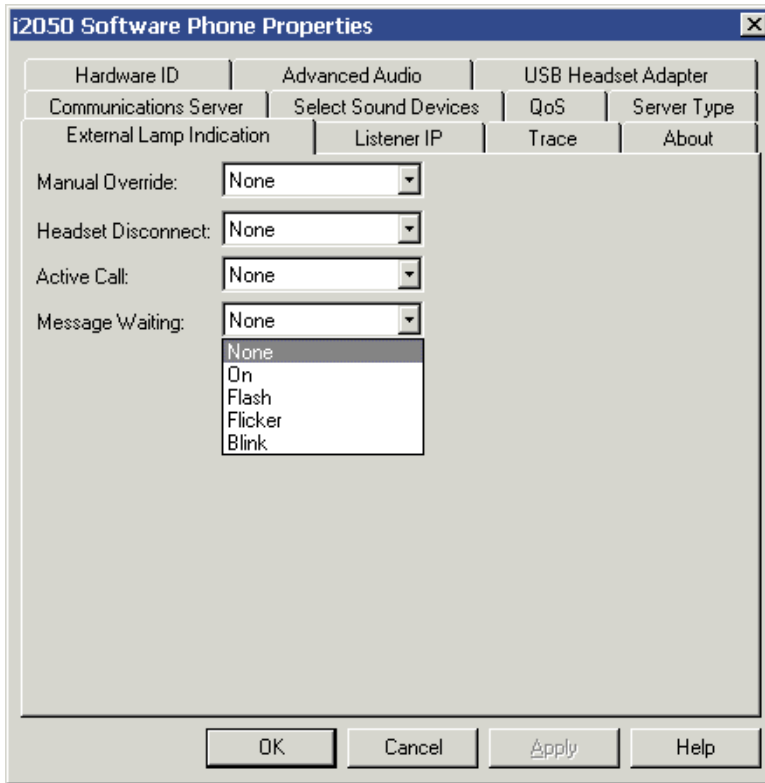 i2050 Software Phone Properties
Hardware ID Advanced Audio USB Headset Adapter
Communications Server Select Sound Devices QoS Server Type
External Lamp Indication Listener IP Trace About
Manual Override: None
Headset Disconnect: None
Active Call: None
Message Waiting: None
None
On
Flash
Flicker
Blink
OK Cancel Apply Help